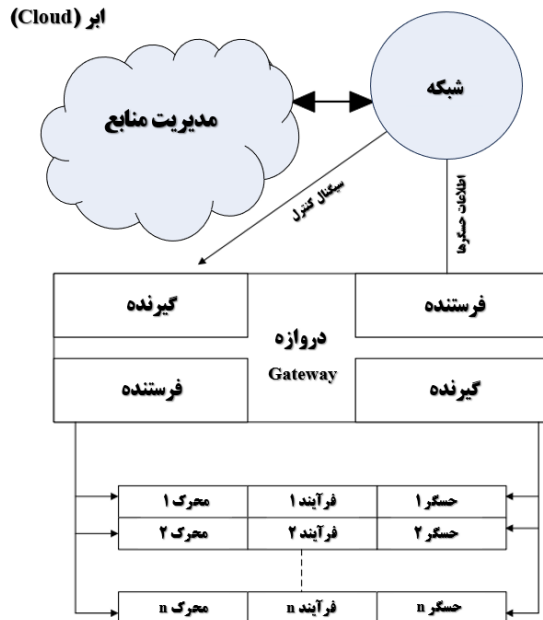 ابر (Cloud)
شبکه
مدیریت منابع
سیگنال کنترل
اطلاعات حسگرها
فرستنده
گیرنده
دروازه
Gateway
گیرنده
فرستنده
حسگر ۱ فرآیند ۱ محرک ۱
حسگر ۲ فرآیند ۲ محرک ۲
حسگر n فرآیند n محرک n